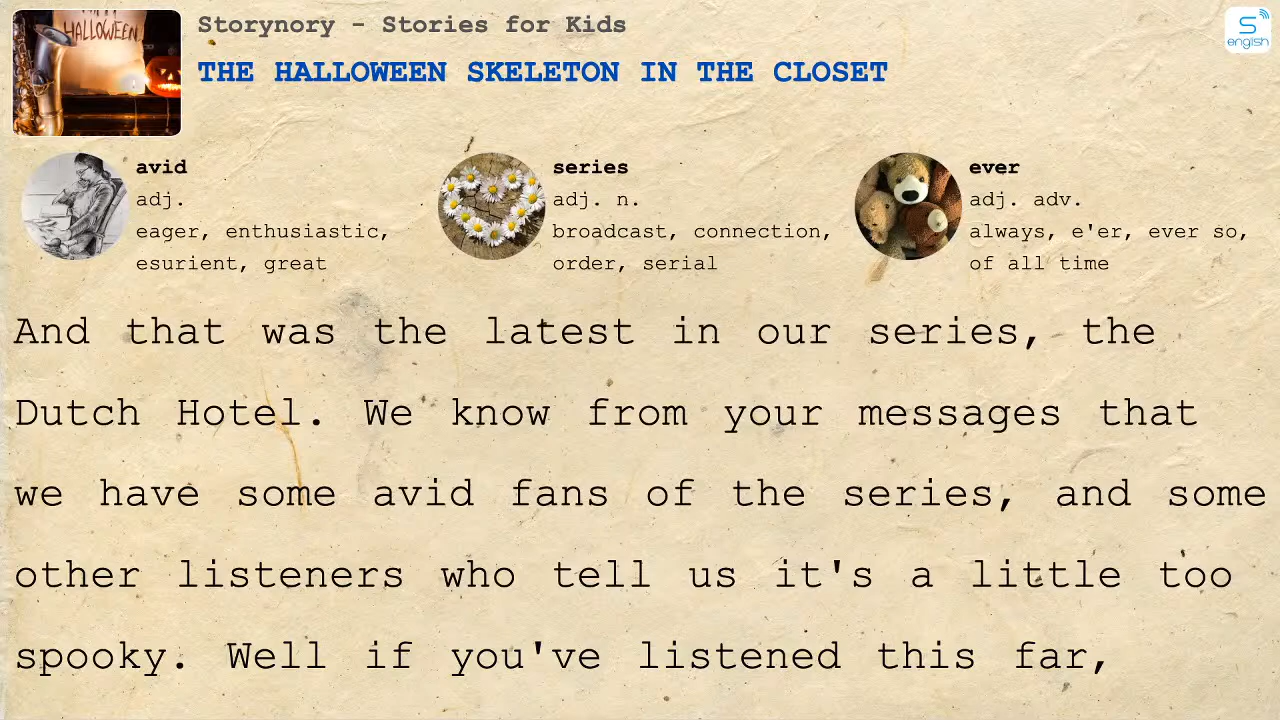 Storynory - Stories for Kids
THE HALLOWEEN SKELETON IN THE CLOSET
HALLOWEEN
S
english
avid
adj.
eager, enthusiastic,
esurient, great
series
adj. n.
broadcast, connection,
order, serial
ever
adj. adv.
always, e'er, ever so,
of all time
And that was the latest in our series, the
Dutch Hotel. We know from your messages that
we have some avid fans of the series, and some
other listeners who tell us it's a little too
spooky. Well if you've listened this far,